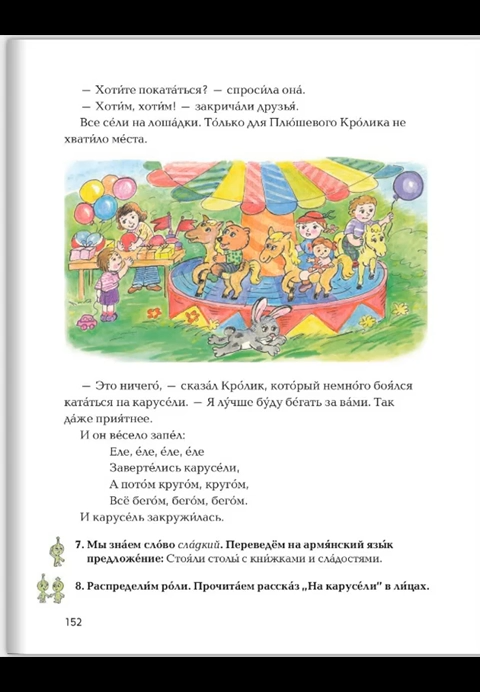 — Хоти́те поката́ться? — спроси́ла она́.
— Хоти́м, хоти́м! — закрича́ли друзья́.
Все се́ли на лоша́дки. То́лько для Плю́шевого Кро́лика не
хвати́ло ме́ста.
— Это ничего́, — сказа́л Кро́лик, кото́рый немно́го боя́лся
ката́ться на карусе́ли. — Я лу́чше бу́ду бе́гать за ва́ми. Так
да́же прия́тнее.
И он ве́село запе́л:
Еле, е́ле, е́ле, е́ле
Заверте́лись карусе́ли,
А пото́м круго́м, круго́м,
Всё бего́м, бего́м, бего́м.
И карусе́ль закружи́лась.
7. Мы зна́ем сло́во сла́дкий. Переведём на армя́нский язы́к
предложе́ние: Стоя́ли столы́ с кни́жками и сла́достями.
8. Распредели́м ро́ли. Прочита́ем расска́з „На карусе́ли" в ли́цах.
152